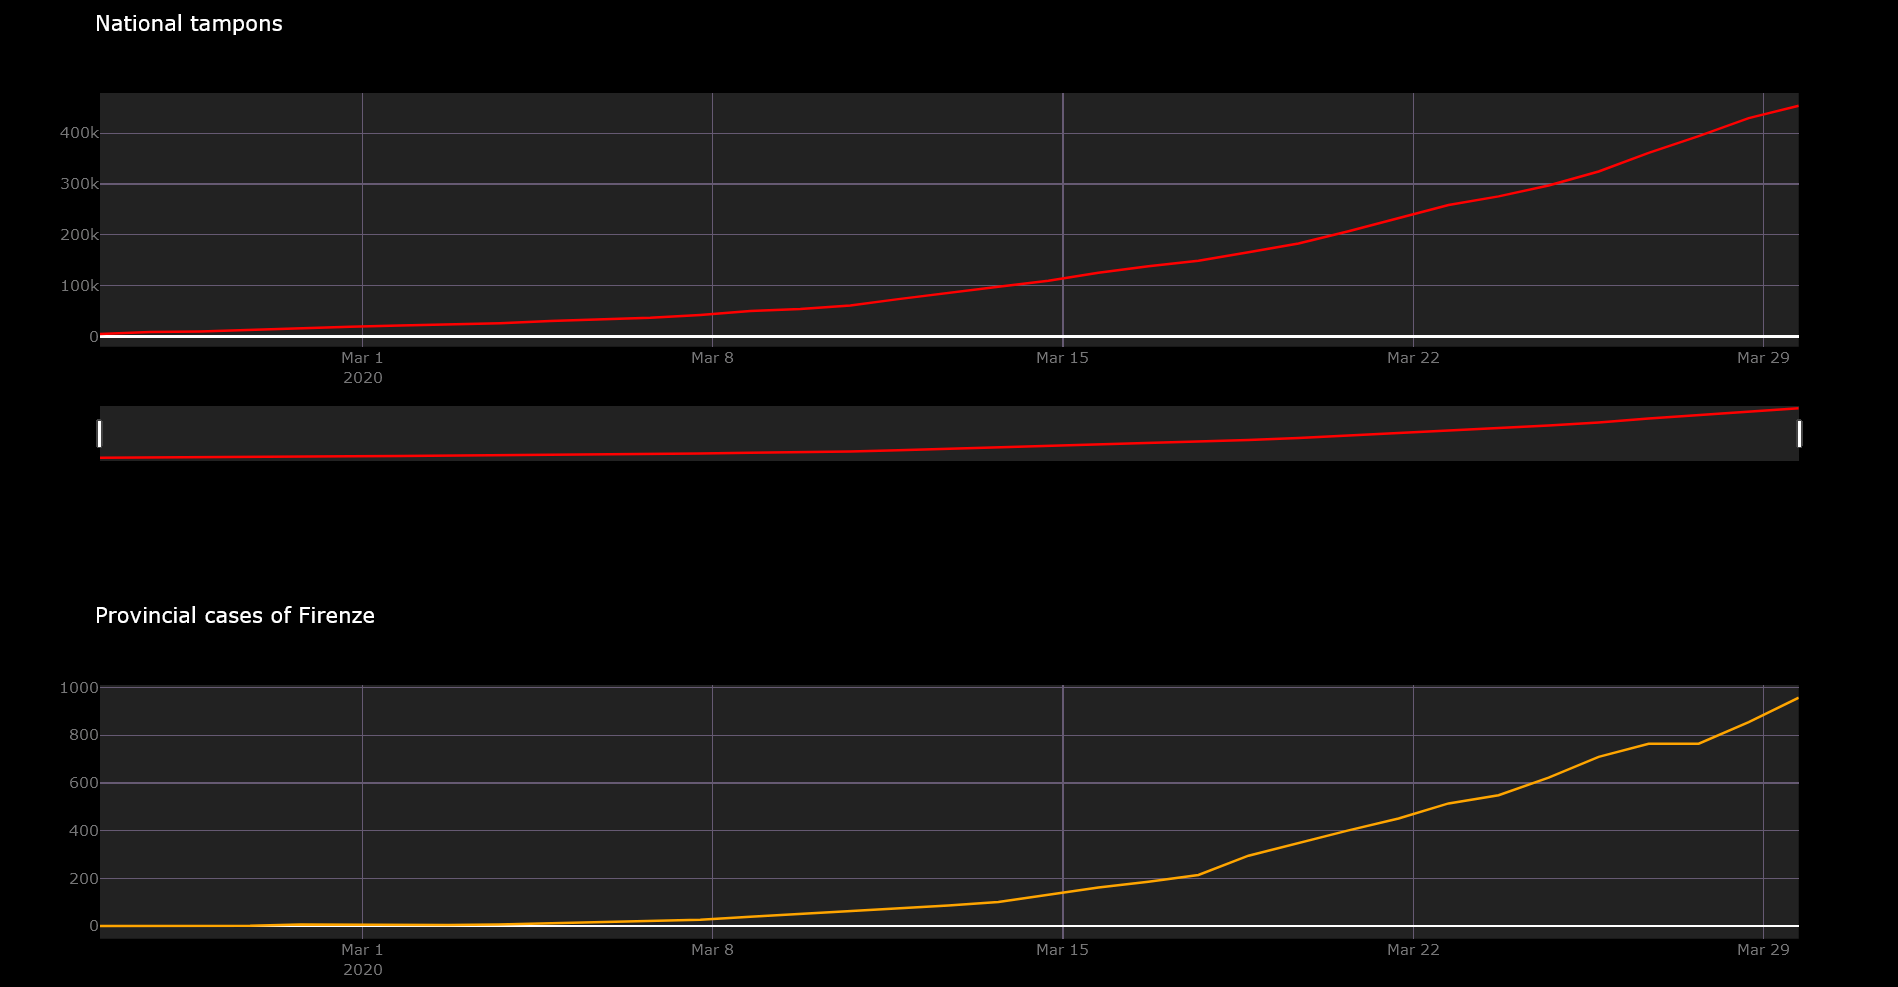 National tampons
400k
300k
200k
100k
0
Mar 1 Mar 8 Mar 15 Mar 22 Mar 29
2020
Provincial cases of Firenze
1000
800
600
400
200
0
Mar 1 Mar 8 Mar 15 Mar 22 Mar 29
2020